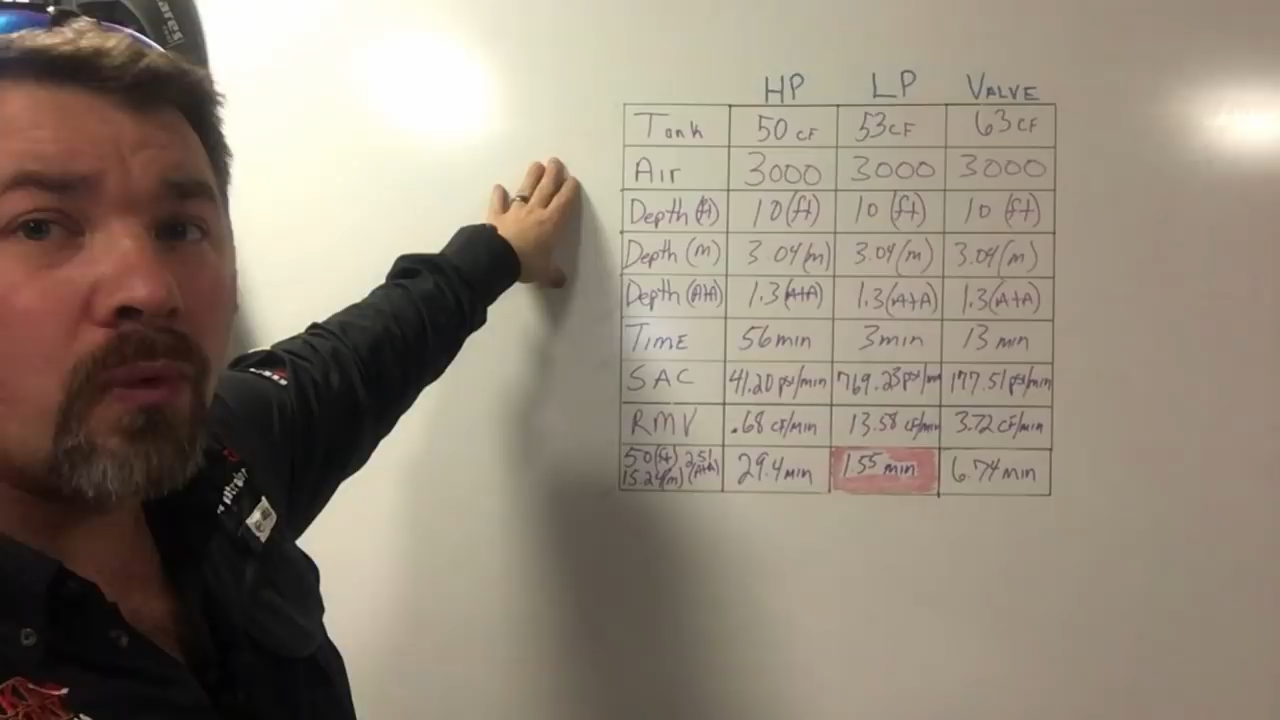 ares
HP LP VALVE
Tank 50 CF 53 CF 63 CF
Air 3000 3000 3000
Depth (ft) 10 (ft) 10 (ft) 10 (ft)
Depth (m) 3.04 (m) 3.04 (m) 3.04 (m)
Depth (AtA) 1.3 (AtA) 1.3 (AtA) 1.3 (AtA)
TIME 56 min 3 min 13 min
SAC 41.20 psi/min 769.23 psi/m 177.51 psi/min
RMV .68 CF/min 13.58 CF/min 3.72 CF/min
50 (ft) 2.51 29.4 min 1.55 min 6.74 min
15.24 (m) (AtA)